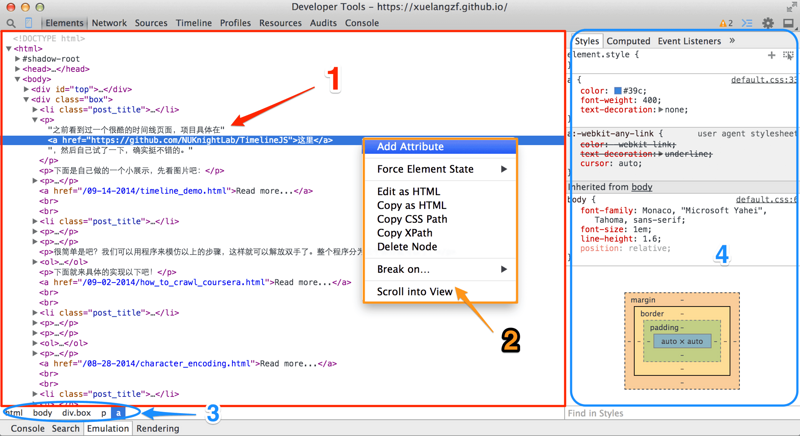 Developer Tools - https://xuelangzf.github.io/
Elements Network Sources Timeline Profiles Resources Audits Console
2
<!DOCTYPE html>
<html>
#shadow-root
<head>…</head>
<body>
<div id="top">…</div>
<div class="box">
<li class="post_title">…</li>
<p>
"之前看到过一个很酷的时间线页面，项目具体在"
<a href="https://github.com/NUKnightLab/TimelineJS">这里</a>
"，然后自己试了一下，确实挺不错的。"
</p>
<p>下面是自己做的一个小展示，先看图片吧：</p>
<a href="/09-14-2014/timeline_demo.html">Read more...</a>
<br>
<br>
<li class="post_title">…</li>
<p>…</p>
<p>…</p>
<p>很简单是吧？我们可以用程序来模仿以上的步骤，这样就可以解放双手了。整个程序分为
<ol>…</ol>
<p>下面就来具体的实现以下吧！</p>
<a href="/09-02-2014/how_to_crawl_coursera.html">Read more...</a>
<br>
<br>
<li class="post_title">…</li>
<p>…</p>
<p>…</p>
<ol>…</ol>
<p>…</p>
<a href="/08-28-2014/character_encoding.html">Read more...</a>
<br>
<br>
<li class="post_title">…</li>
<p>…</p>
1
Add Attribute
Force Element State
Edit as HTML
Copy as HTML
Copy CSS Path
Copy XPath
Delete Node
Break on…
Scroll into View
2
html body div.box p a
3
Console Search Emulation Rendering
Styles Computed Event Listeners »
element.style {
}
a { default.css:33
color: #39c;
font-weight: 400;
text-decoration: none;
}
a:-webkit-any-link { user agent stylesheet
color: -webkit-link;
text-decoration: underline;
cursor: auto;
}
Inherited from body
body { default.css:6
font-family: Monaco, "Microsoft Yahei",
Tahoma, sans-serif;
font-size: 1em;
line-height: 1.6;
position: relative;
}
4
margin -
border -
padding -
- - - auto × auto - - -
-
-
-
Find in Styles